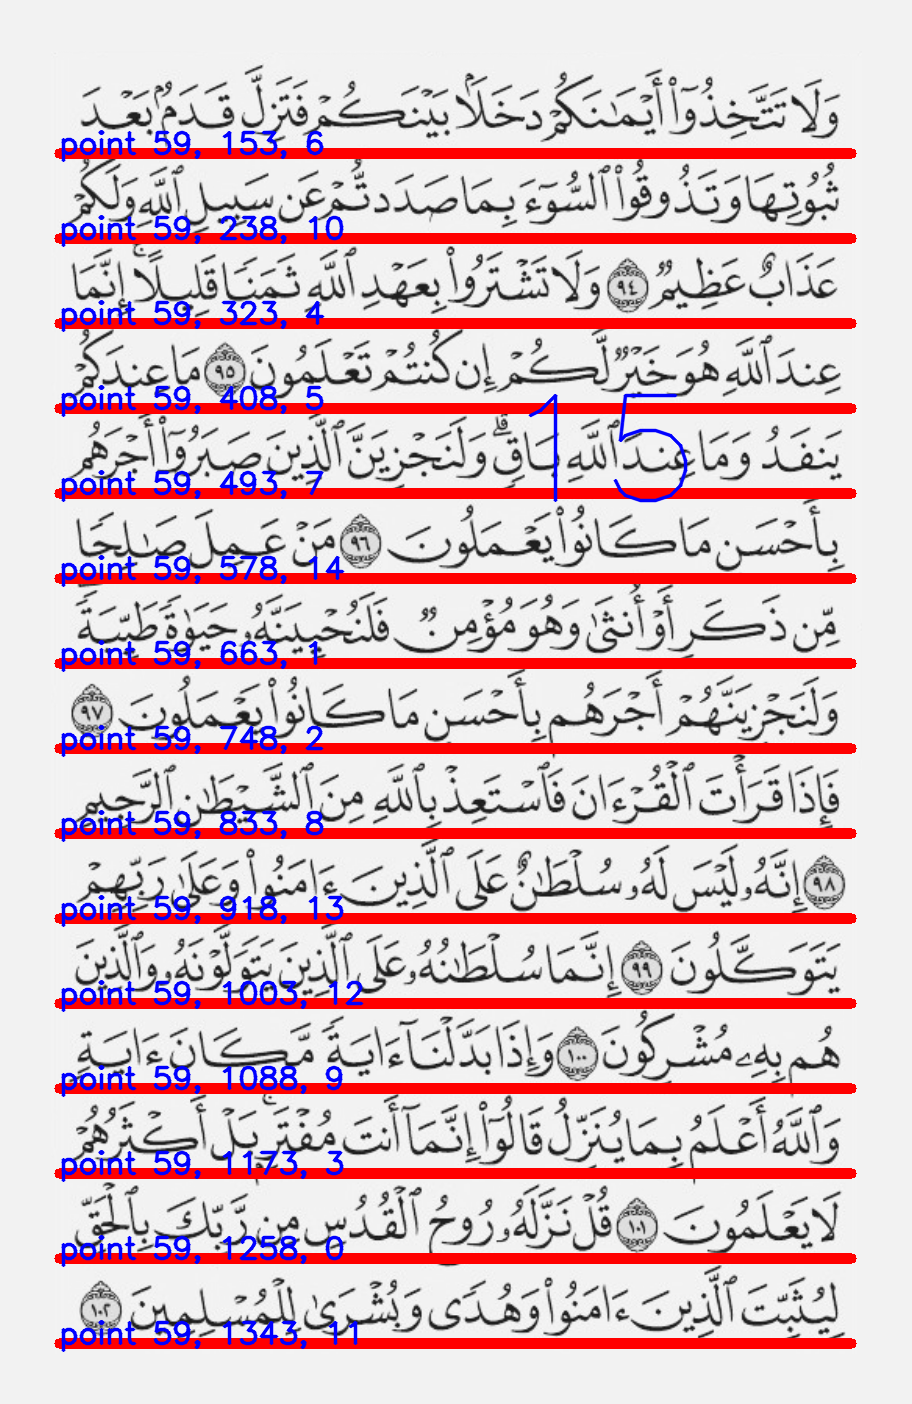 وَلَا تَتَّخِذُوٓا۟ أَيْمَٰنَكُمْ دَخَلًۢا بَيْنَكُمْ فَتَزِلَّ قَدَمٌۢ بَعْدَ
point 59, 153, 6
ثُبُوتِهَا وَتَذُوقُوا۟ ٱلسُّوٓءَ بِمَا صَدَدتُّمْ عَن سَبِيلِ ٱللَّهِ وَلَكُمْ
point 59, 238, 10
عَذَابٌ عَظِيمٌ ٩٤ وَلَا تَشْتَرُوا۟ بِعَهْدِ ٱللَّهِ ثَمَنًا قَلِيلًا ۚ إِنَّمَا
point 59, 323, 4
عِندَ ٱللَّهِ هُوَ خَيْرٌ لَّكُمْ إِن كُنتُمْ تَعْلَمُونَ ٩٥ مَا عِندَكُمْ
point 59, 408, 5
15
يَنفَدُ وَمَا عِندَ ٱللَّهِ بَاقٍ ۗ وَلَنَجْزِيَنَّ ٱلَّذِينَ صَبَرُوٓا۟ أَجْرَهُم
point 59, 493, 7
بِأَحْسَنِ مَا كَانُوا۟ يَعْمَلُونَ ٩٦ مَنْ عَمِلَ صَٰلِحًا
point 59, 578, 14
مِّن ذَكَرٍ أَوْ أُنثَىٰ وَهُوَ مُؤْمِنٌ فَلَنُحْيِيَنَّهُۥ حَيَوٰةً طَيِّبَةً
point 59, 663, 1
وَلَنَجْزِيَنَّهُمْ أَجْرَهُم بِأَحْسَنِ مَا كَانُوا۟ يَعْمَلُونَ ٩٧
point 59, 748, 2
فَإِذَا قَرَأْتَ ٱلْقُرْءَانَ فَٱسْتَعِذْ بِٱللَّهِ مِنَ ٱلشَّيْطَٰنِ ٱلرَّجِيمِ
point 59, 833, 8
٩٨ إِنَّهُۥ لَيْسَ لَهُۥ سُلْطَٰنٌ عَلَى ٱلَّذِينَ ءَامَنُوا۟ وَعَلَىٰ رَبِّهِمْ
point 59, 918, 13
يَتَوَكَّلُونَ ٩٩ إِنَّمَا سُلْطَٰنُهُۥ عَلَى ٱلَّذِينَ يَتَوَلَّوْنَهُۥ وَٱلَّذِينَ
point 59, 1003, 12
هُم بِهِۦ مُشْرِكُونَ ١٠٠ وَإِذَا بَدَّلْنَآ ءَايَةً مَّكَانَ ءَايَةٍ
point 59, 1088, 9
وَٱللَّهُ أَعْلَمُ بِمَا يُنَزِّلُ قَالُوٓا۟ إِنَّمَآ أَنتَ مُفْتَرٍۭ ۚ بَلْ أَكْثَرُهُمْ
point 59, 1173, 3
لَا يَعْلَمُونَ ١٠١ قُلْ نَزَّلَهُۥ رُوحُ ٱلْقُدُسِ مِن رَّبِّكَ بِٱلْحَقِّ
point 59, 1258, 0
لِيُثَبِّتَ ٱلَّذِينَ ءَامَنُوا۟ وَهُدًى وَبُشْرَىٰ لِلْمُسْلِمِينَ ١٠٢
point 59, 1343, 11